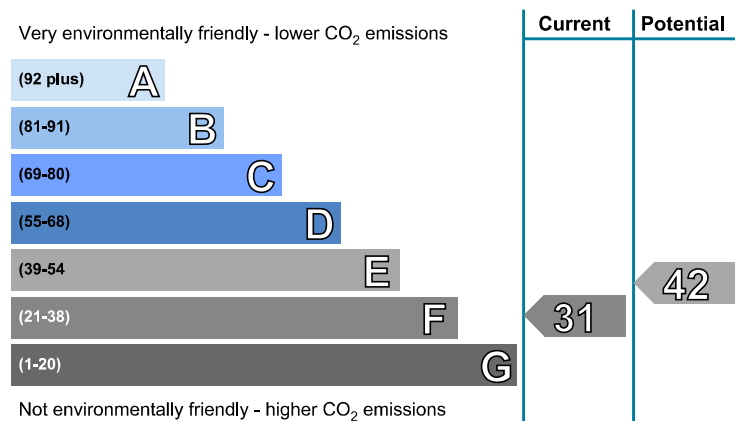 Very environmentally friendly - lower CO₂ emissions
Current
Potential
(92 plus) A
(81-91) B
(69-80) C
(55-68) D
(39-54 E
42
(21-38) F
31
(1-20) G
Not environmentally friendly - higher CO₂ emissions